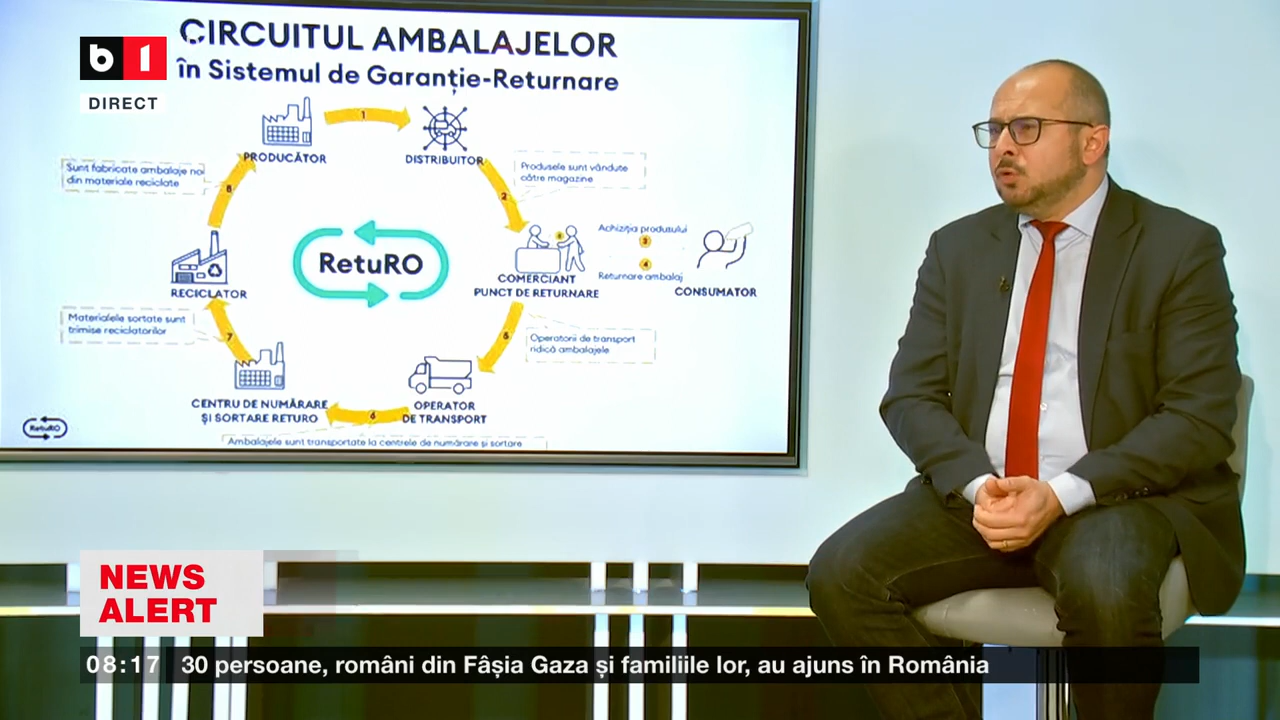 CIRCUITUL AMBALAJELOR
în Sistemul de Garanție-Returnare
b1
DIRECT
1
PRODUCĂTOR
DISTRIBUITOR
Sunt fabricate ambalaje noi
din materiale reciclate
8
2
Produsele sunt vândute
către magazine
RetuRO
Achiziția produsului
3
4
Returnare ambalaj
RECICLATOR
COMERCIANT
PUNCT DE RETURNARE
CONSUMATOR
Materialele sortate sunt
trimise reciclatorilor
7
5
Operatorii de transport
ridică ambalajele
CENTRU DE NUMĂRARE
ȘI SORTARE RETURO
6
OPERATOR
DE TRANSPORT
RetuRO
Ambalajele sunt transportate la centrele de numărare și sortare
NEWS
ALERT
08:17 30 persoane, români din Fâșia Gaza și familiile lor, au ajuns în România